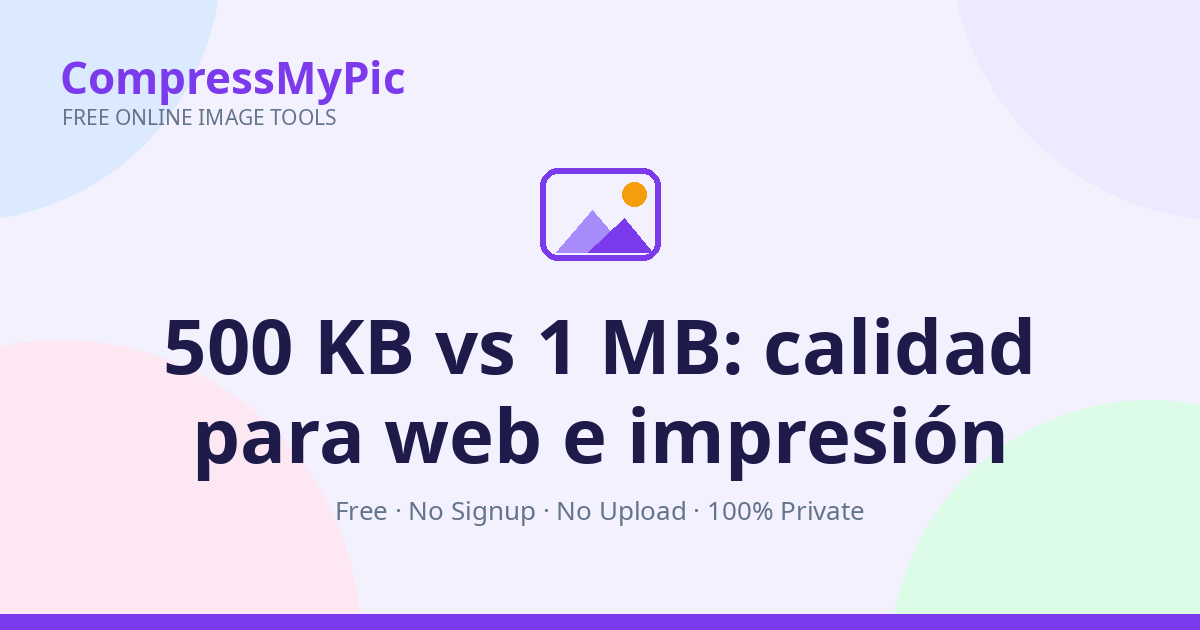 CompressMyPic
FREE ONLINE IMAGE TOOLS
500 KB vs 1 MB: calidad
para web e impresión
Free · No Signup · No Upload · 100% Private